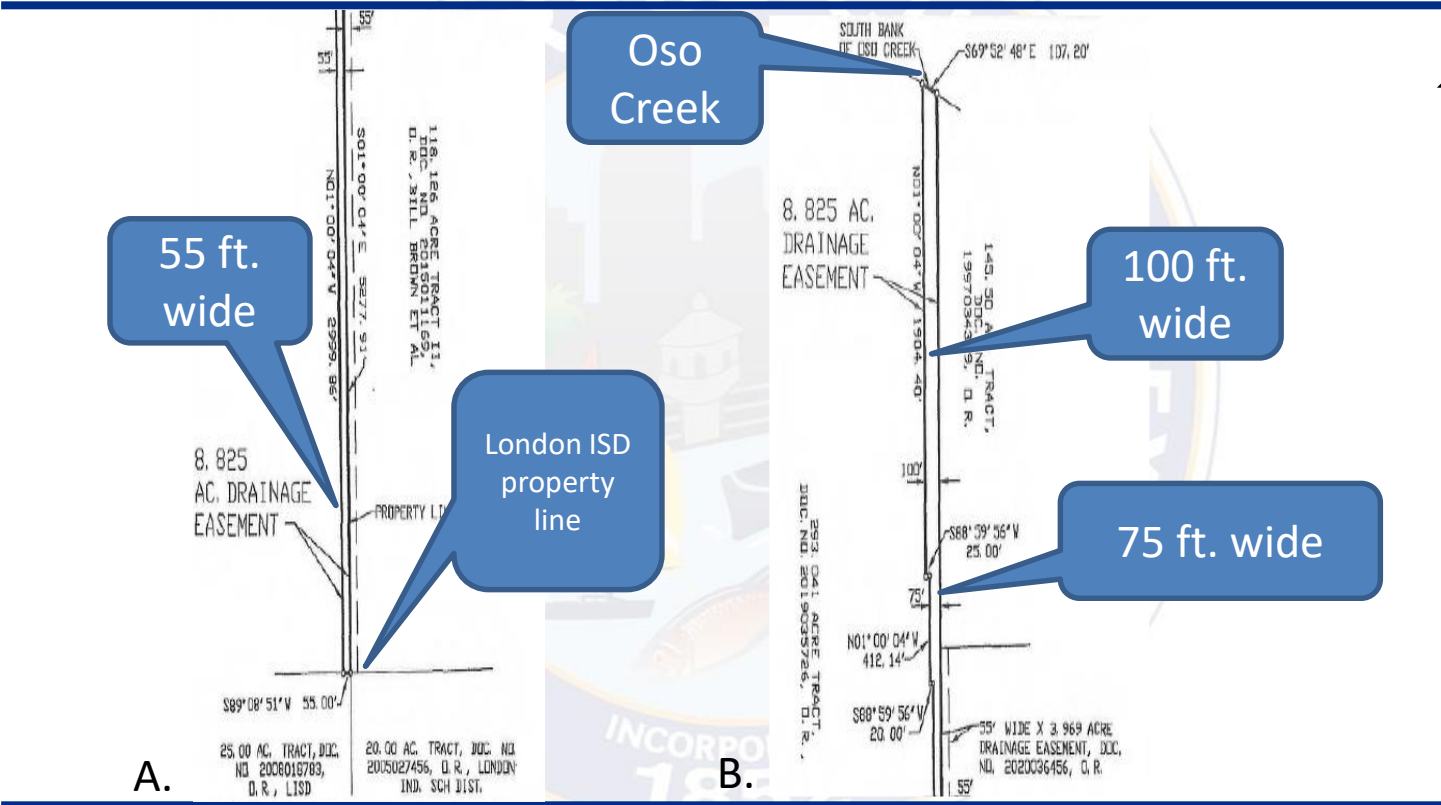 55'
55'
118. 126 ACRE TRACT II,
DOC. NO 2015011169,
O. R., BILL BROWN ET AL
S01°00'04"E 5277. 91'
N01°00'04"W 2999. 86'
55 ft.
wide
London ISD
property
line
8. 825
AC. DRAINAGE
EASEMENT
PROPERTY
S89°08'51"W 55. 00'
25. 00 AC. TRACT, DOC.
NO. 2008018783,
O. R., LISD
20. 00 AC. TRACT, DOC. NO.
2005027456, O. R., LONDON
IND. SCH DIST.
A.
Oso
Creek
SOUTH BANK
OF OSO CREEK
S69°52'48"E 107. 20'
8. 825 AC.
DRAINAGE
EASEMENT
N01°00'04"W 1904. 40'
145. 50 TRACT,
DOC. NO.
O. R.
100 ft.
wide
100'
S88°59'56"W
25. 00'
75 ft. wide
75'
293. 041 ACRE TRACT,
DOC. NO. 2019035726, O. R.,
N01°00'04"W
412. 14'
S88°59'56"W
20. 00'
55' WIDE X 3. 969 ACRE
DRAINAGE EASEMENT, DOC.
NO. 2020036456, O. R.
55'
B.